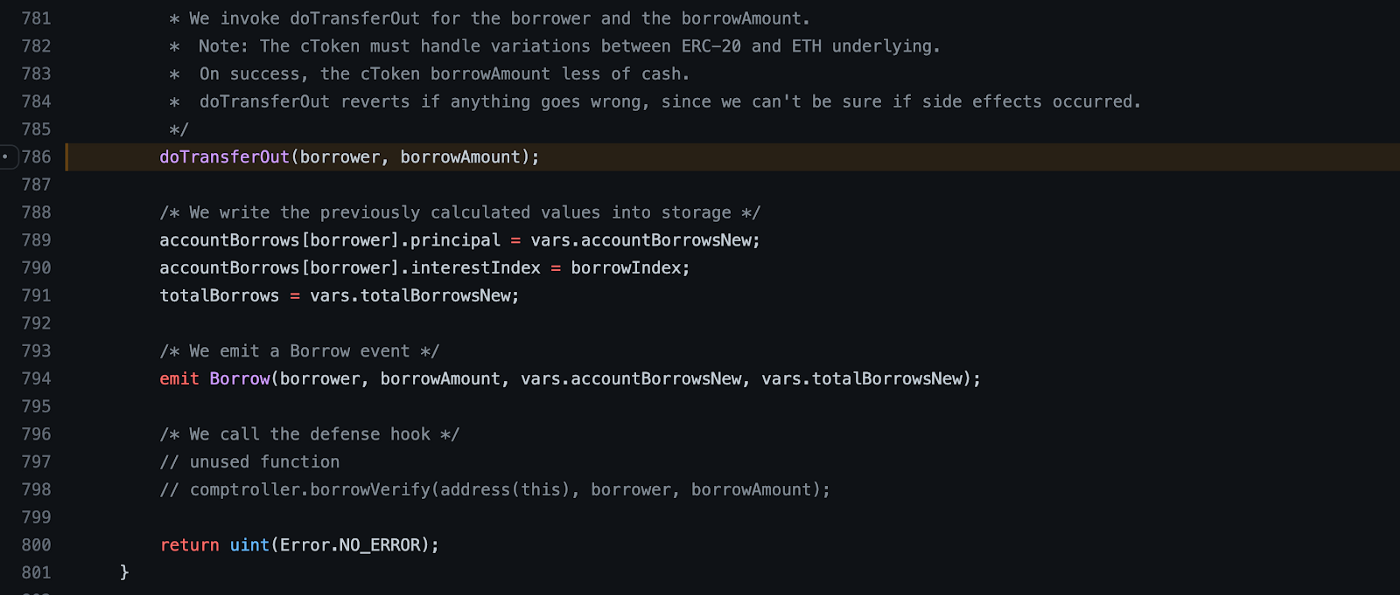 781 * We invoke doTransferOut for the borrower and the borrowAmount.
782 *  Note: The cToken must handle variations between ERC-20 and ETH underlying.
783 *  On success, the cToken borrowAmount less of cash.
784 *  doTransferOut reverts if anything goes wrong, since we can't be sure if side effects occurred.
785 */
786 doTransferOut(borrower, borrowAmount);
787
788 /* We write the previously calculated values into storage */
789 accountBorrows[borrower].principal = vars.accountBorrowsNew;
790 accountBorrows[borrower].interestIndex = borrowIndex;
791 totalBorrows = vars.totalBorrowsNew;
792
793 /* We emit a Borrow event */
794 emit Borrow(borrower, borrowAmount, vars.accountBorrowsNew, vars.totalBorrowsNew);
795
796 /* We call the defense hook */
797 // unused function
798 // comptroller.borrowVerify(address(this), borrower, borrowAmount);
799
800 return uint(Error.NO_ERROR);
801 }